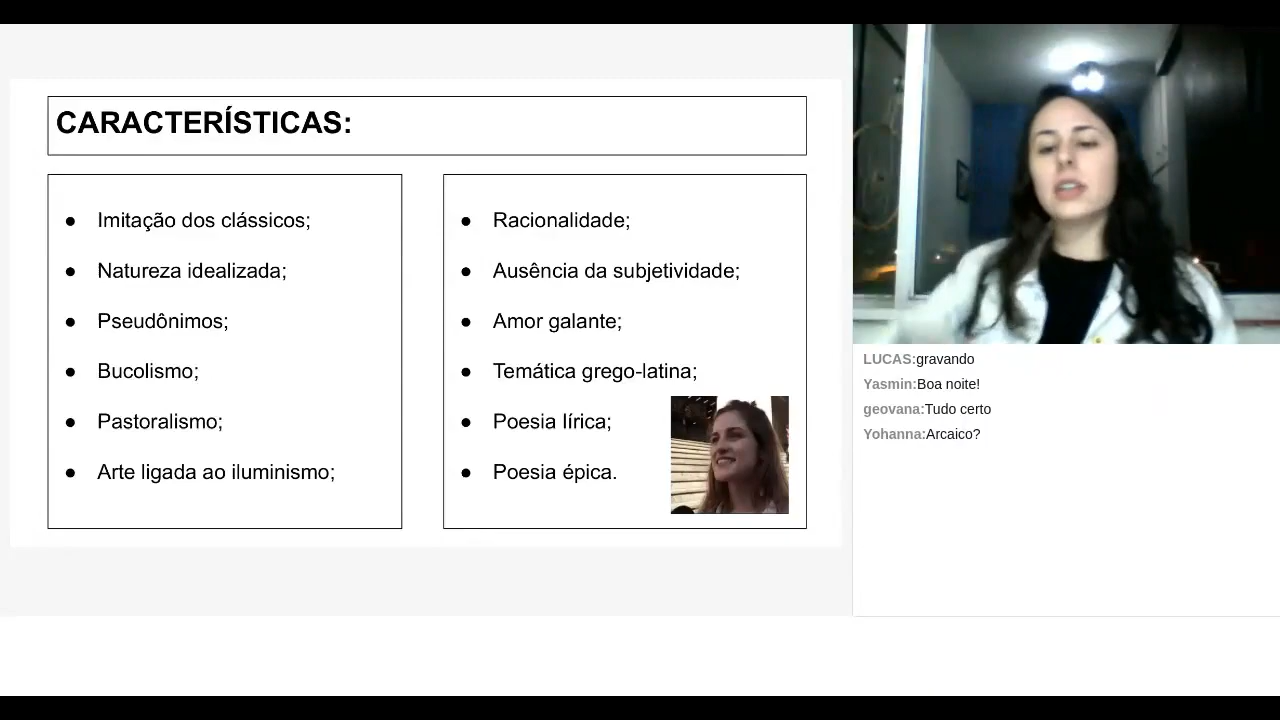 CARACTERÍSTICAS:
● Imitação dos clássicos;
● Natureza idealizada;
● Pseudônimos;
● Bucolismo;
● Pastoralismo;
● Arte ligada ao iluminismo;
● Racionalidade;
● Ausência da subjetividade;
● Amor galante;
● Temática grego-latina;
● Poesia lírica;
● Poesia épica.
LUCAS:gravando
Yasmin:Boa noite!
geovana:Tudo certo
Yohanna:Arcaico?